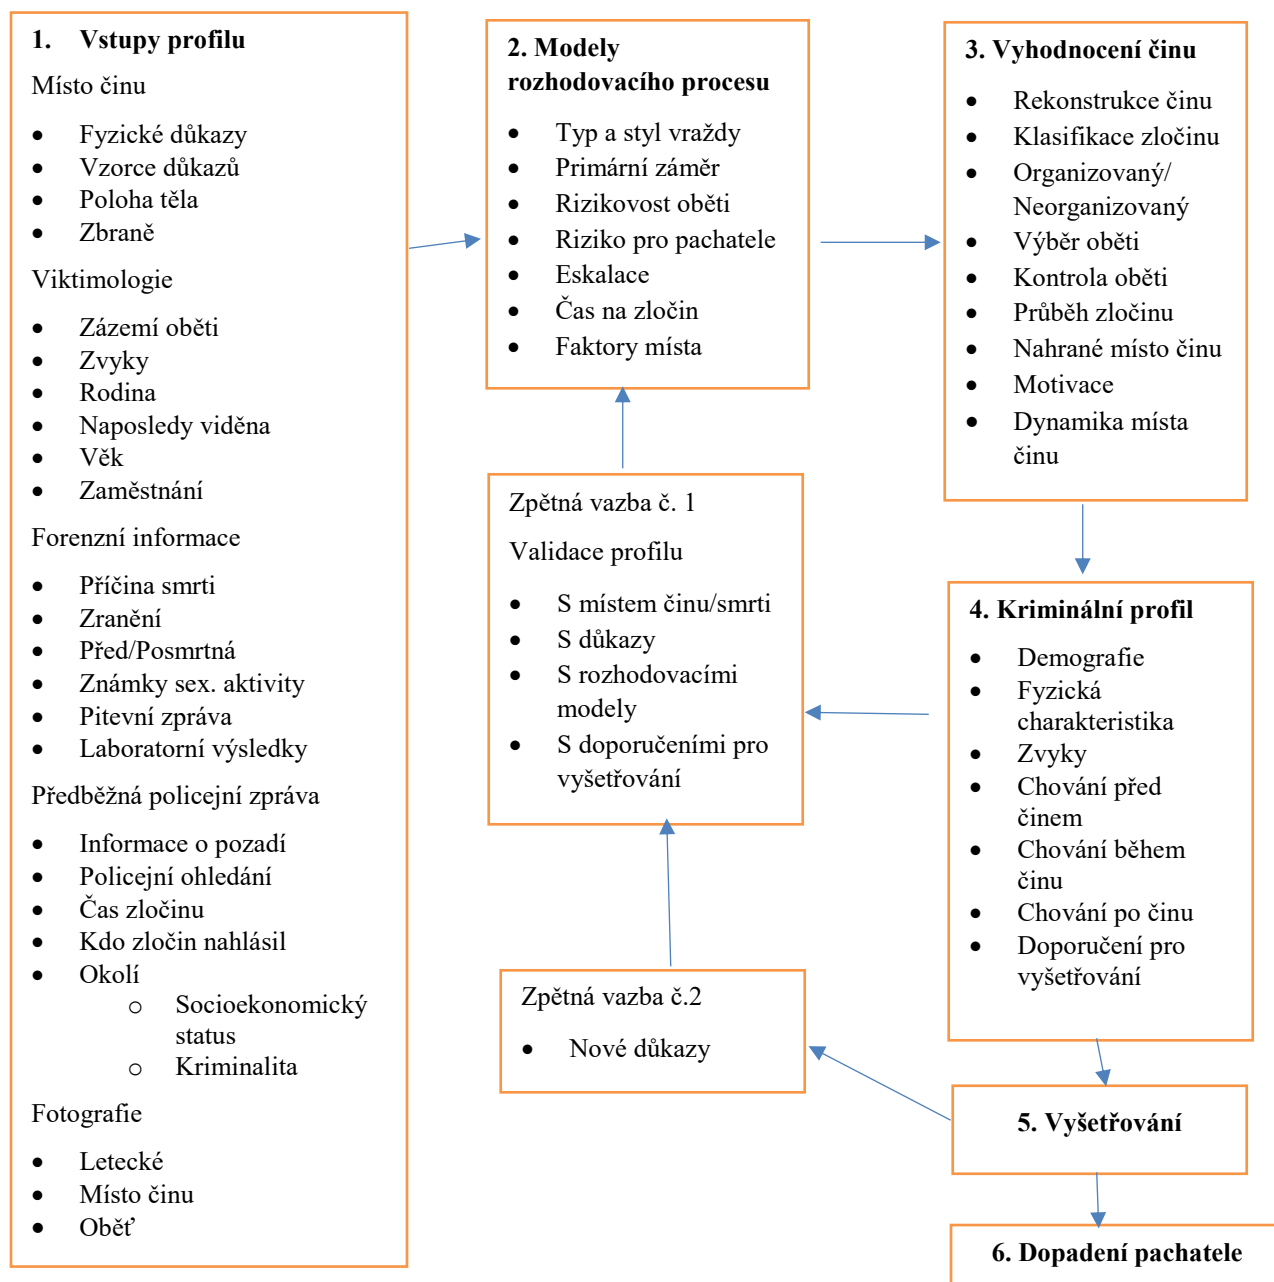 1. Vstupy profilu
Místo činu
• Fyzické důkazy
• Vzorce důkazů
• Poloha těla
• Zbraně
Viktimologie
• Zázemí oběti
• Zvyky
• Rodina
• Naposledy viděna
• Věk
• Zaměstnání
Forenzní informace
• Příčina smrti
• Zranění
• Před/Posmrtná
• Známky sex. aktivity
• Pitevní zpráva
• Laboratorní výsledky
Předběžná policejní zpráva
• Informace o pozadí
• Policejní ohledání
• Čas zločinu
• Kdo zločin nahlásil
• Okolí
o Socioekonomický
status
o Kriminalita
Fotografie
• Letecké
• Místo činu
• Oběť
2. Modely
rozhodovacího procesu
• Typ a styl vraždy
• Primární záměr
• Rizikovost oběti
• Riziko pro pachatele
• Eskalace
• Čas na zločin
• Faktory místa
3. Vyhodnocení činu
• Rekonstrukce činu
• Klasifikace zločinu
• Organizovaný/
Neorganizovaný
• Výběr oběti
• Kontrola oběti
• Průběh zločinu
• Nahrané místo činu
• Motivace
• Dynamika místa
činu
4. Kriminální profil
• Demografie
• Fyzická
charakteristika
• Zvyky
• Chování před
činem
• Chování během
činu
• Chování po činu
• Doporučení pro
vyšetřování
Zpětná vazba č. 1
Validace profilu
• S místem činu/smrti
• S důkazy
• S rozhodovacími
modely
• S doporučeními pro
vyšetřování
Zpětná vazba č.2
• Nové důkazy
5. Vyšetřování
6. Dopadení pachatele